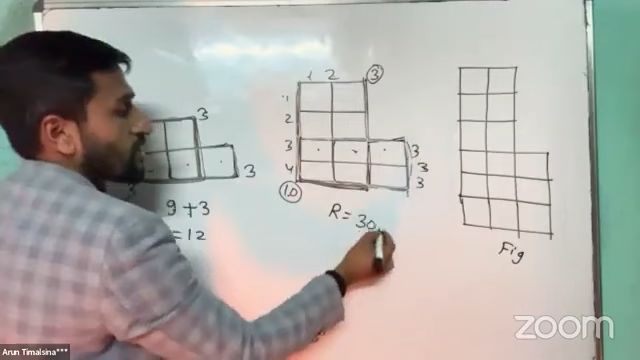 3
3
9 + 3
= 12
1 2 3
1
2
3 3
4 3
10 3
R = 30
Fig
zoom
Arun Timalsina***